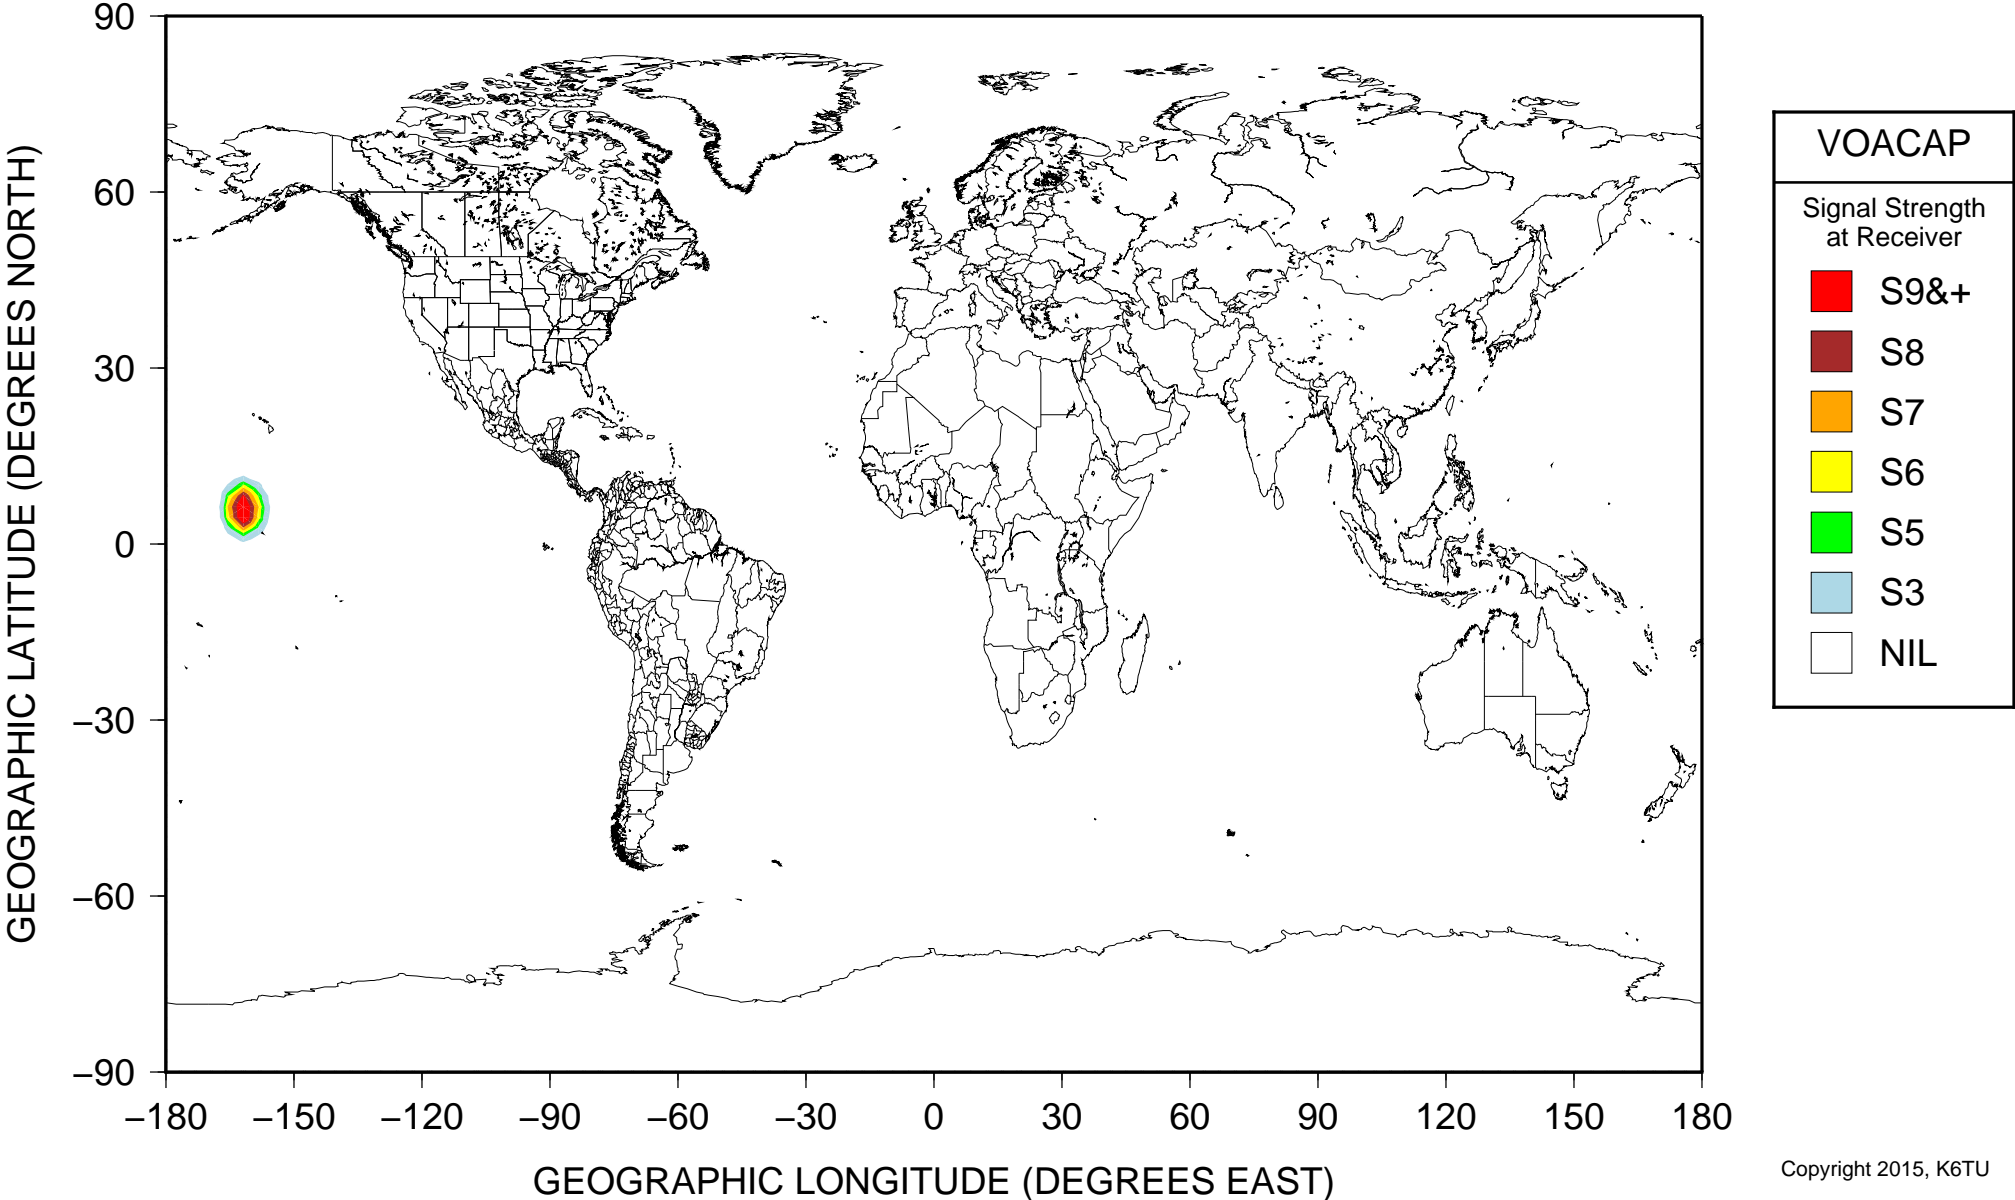 90
60
30
0
–30
–60
–90
GEOGRAPHIC LATITUDE (DEGREES NORTH)
–180 –150 –120 –90 –60 –30 0 30 60 90 120 150 180
GEOGRAPHIC LONGITUDE (DEGREES EAST)
VOACAP
Signal Strength
at Receiver
S9&+
S8
S7
S6
S5
S3
NIL
Copyright 2015, K6TU